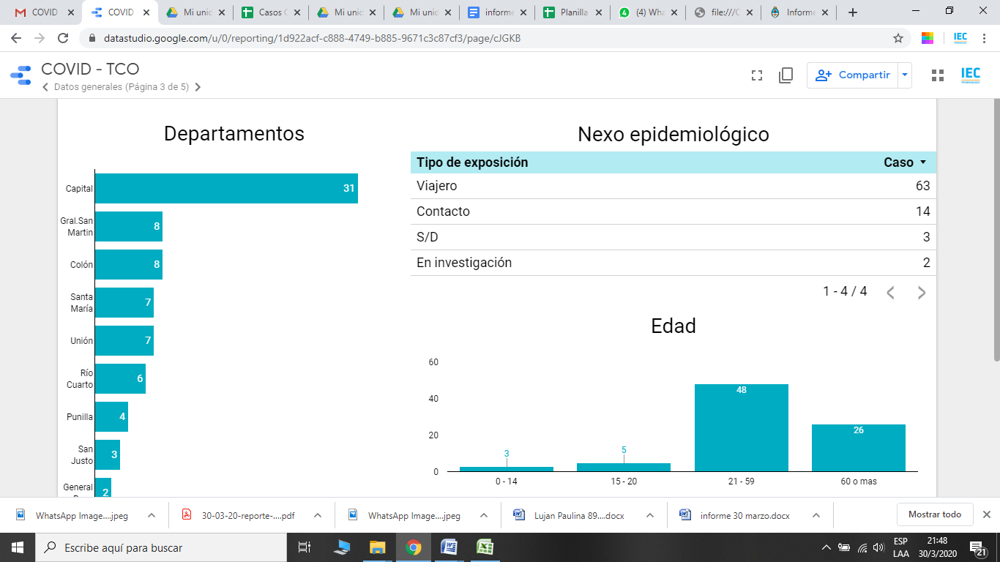 COVID
COVID
Mi unic
Casos C
Mi unic
Mi unic
informe
Planilla
(4) Wha
file:///C
Informe
datastudio.google.com/u/0/reporting/1d922acf-c888-4749-b885-9671c3c87cf3/page/cJGKB
IEC
COVID - TCO
Datos generales (Página 3 de 5)
Compartir
IEC
Departamentos
Capital
31
Gral.San
Martin
8
Colón
8
Santa
María
7
Unión
7
Río
Cuarto
6
Punilla
4
San
Justo
3
General
2
Nexo epidemiológico
Tipo de exposición Caso
Viajero 63
Contacto 14
S/D 3
En investigación 2
1 - 4 / 4
Edad
60
40
20
0
3
5
48
26
0 - 14
15 - 20
21 - 59
60 o mas
WhatsApp Image....jpeg
30-03-20-reporte-....pdf
WhatsApp Image....jpeg
Lujan Paulina 89....docx
informe 30 marzo.docx
Mostrar todo
Escribe aquí para buscar
ESP
LAA
21:48
30/3/2020
21